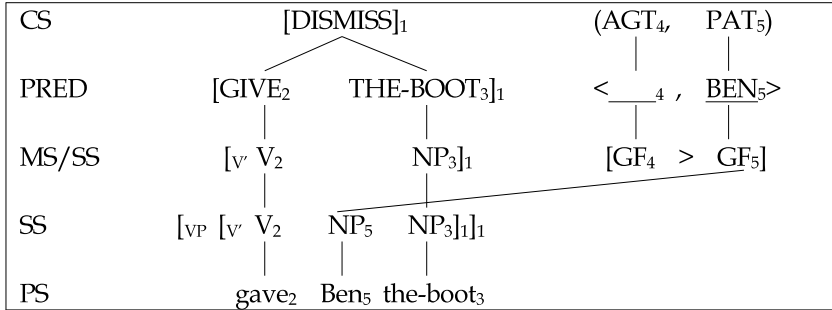 CS [DISMISS]₁ (AGT₄, PAT₅)
PRED [GIVE₂ THE-BOOT₃]₁ <____₄ , BEN₅>
MS/SS [V' V₂ NP₃]₁ [GF₄ > GF₅]
SS [VP [V' V₂ NP₅ NP₃]₁]₁
PS gave₂ Ben₅ the-boot₃